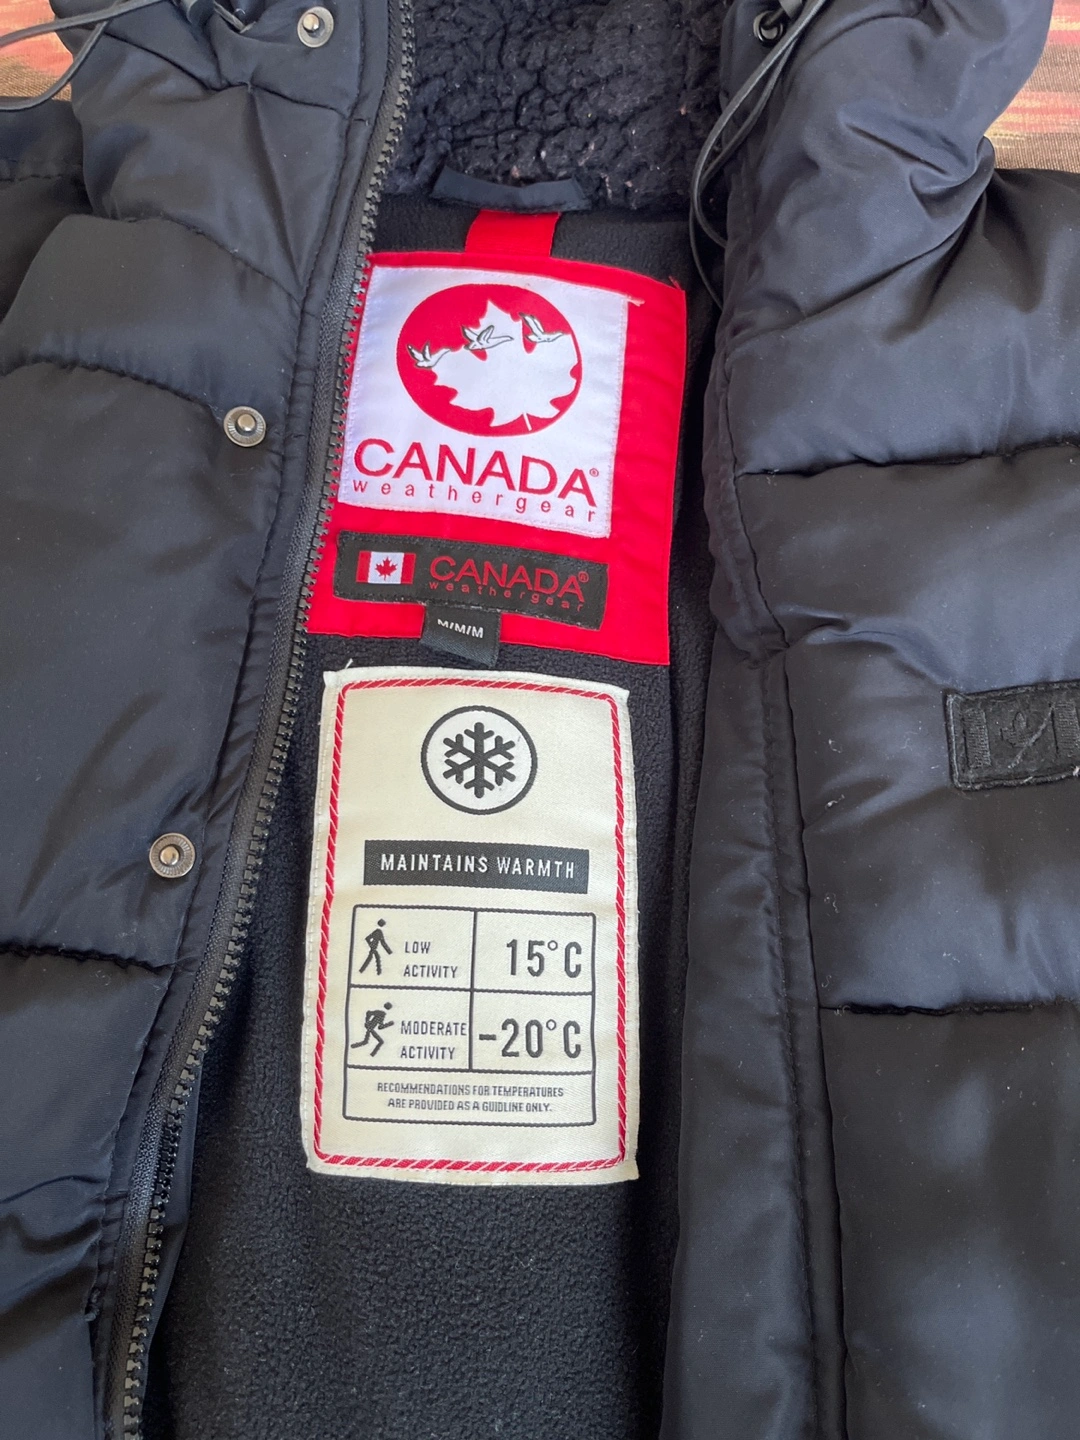 CANADA®
weathergear
CANADA®
weathergear
M/M/M
MAINTAINS WARMTH
LOW
ACTIVITY
15°C
MODERATE
ACTIVITY
-20°C
RECOMMENDATIONS FOR TEMPERATURES
ARE PROVIDED AS A GUIDLINE ONLY.